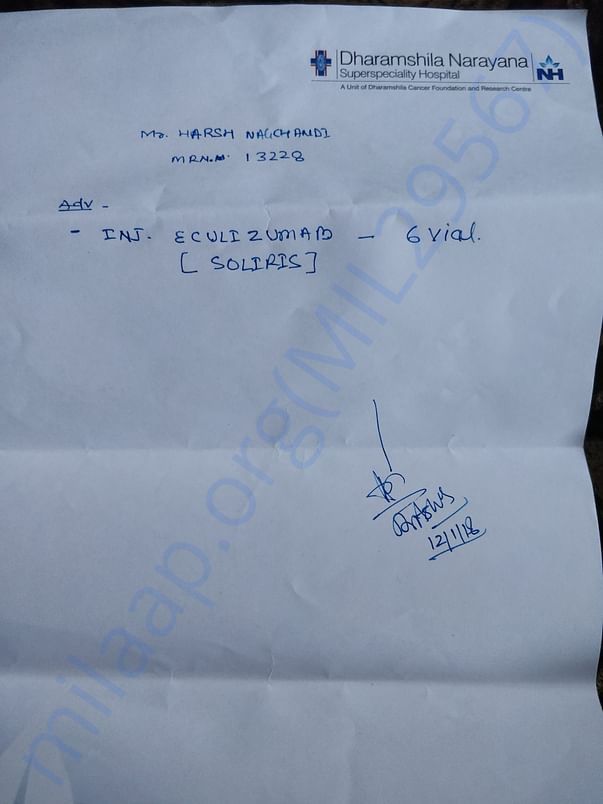 Dharamshila Narayana
Superspeciality Hospital
NH
A Unit of Dharamshila Cancer Foundation and Research Centre
Mr. HARSH NAGCHANDI
MRN.N. 13228
Adv -
- INJ. ECULIZUMAB - 6 vial.
[ SOLIRIS ]
12/1/18
milaap.org(MIL29567)